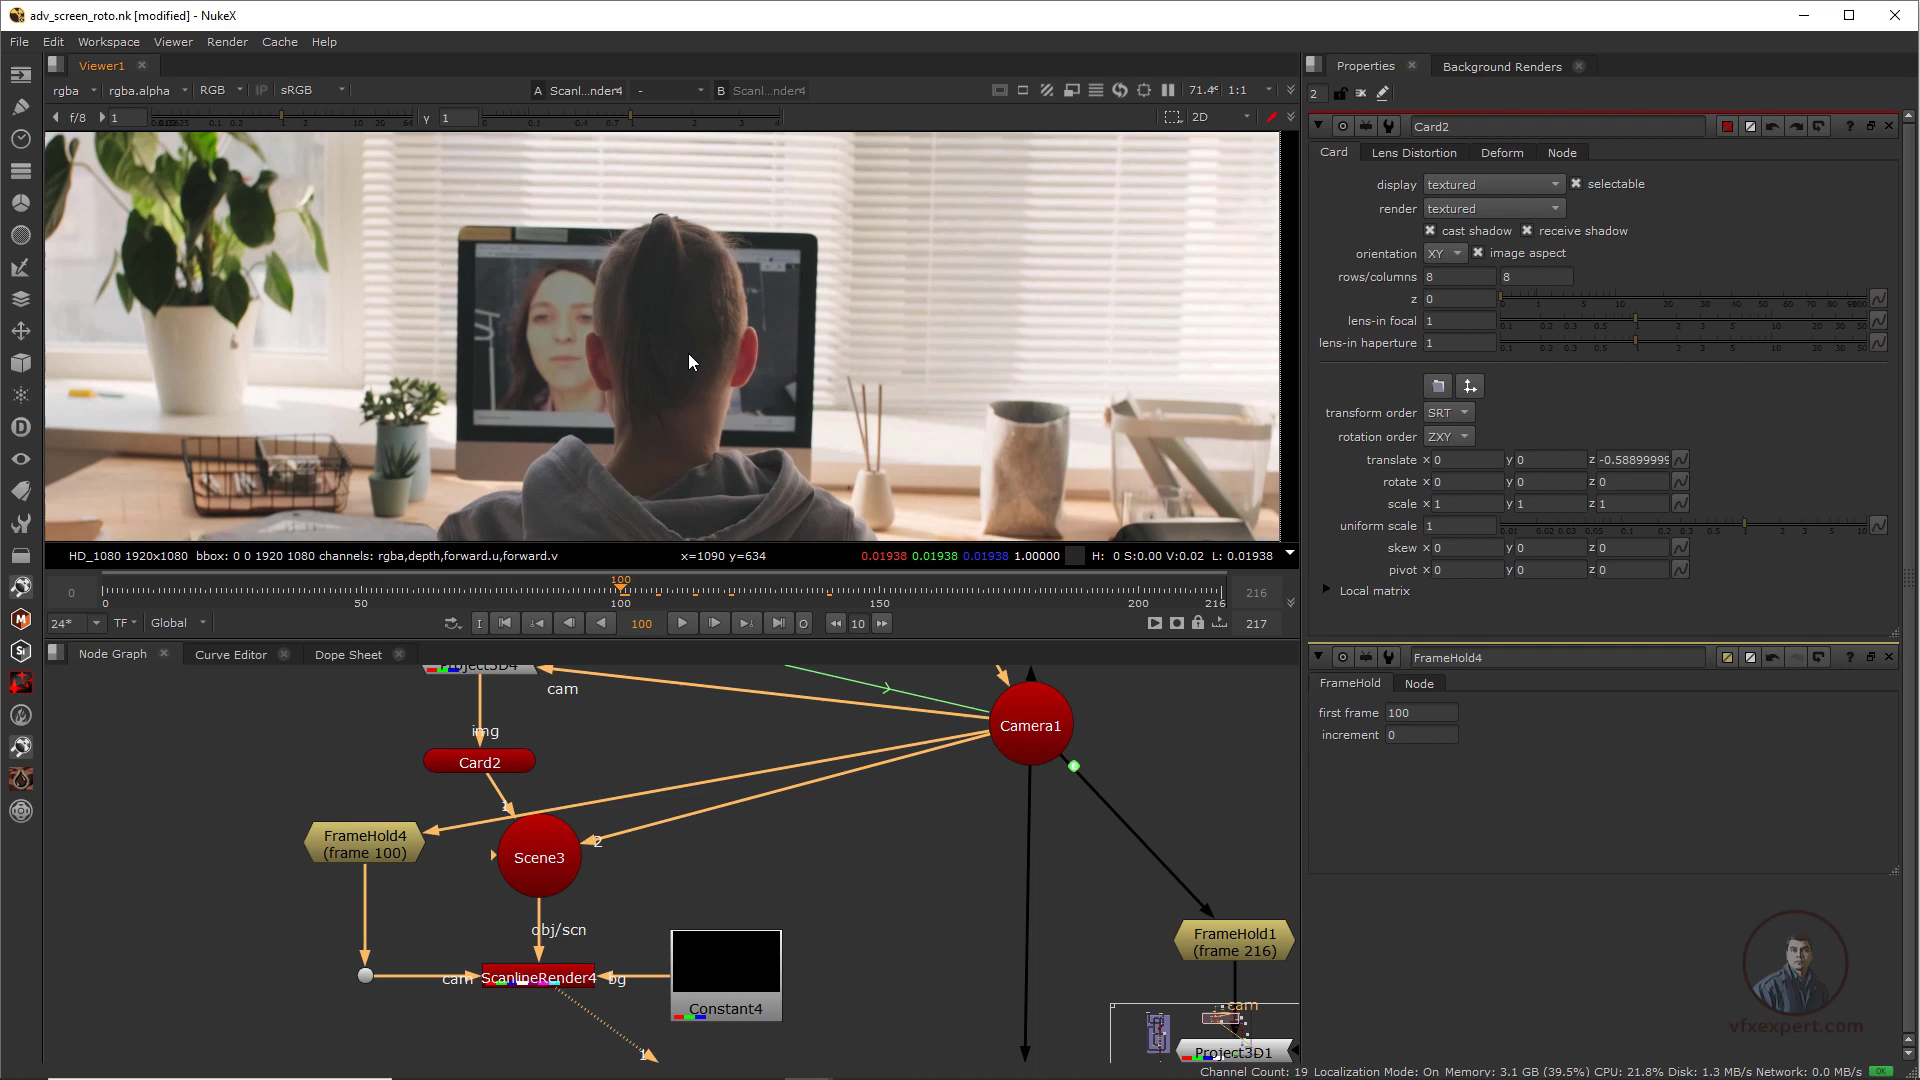 adv_screen_roto.nk [modified] - NukeX
File Edit Workspace Viewer Render Cache Help
Viewer1
Properties
Background Renders
rgba rgba.alpha RGB IP sRGB A Scanl...nder4 - B Scanl...nder4 1:1
2
f/8 1 y 1 2D
Card2
Card Lens Distortion Deform Node
display textured selectable
render textured
cast shadow receive shadow
orientation XY image aspect
rows/columns 8 8
z 0
lens-in focal 1
lens-in haperture 1
transform order SRT
rotation order ZXY
translate x 0 y 0 z -0.58899999
rotate x 0 y 0 z 0
scale x 1 y 1 z 1
uniform scale 1
skew x 0 y 0 z 0
pivot x 0 y 0 z 0
Local matrix
HD_1080 1920x1080 bbox: 0 0 1920 1080 channels: rgba,depth,forward.u,forward.v x=1090 y=634 0.01938 0.01938 0.01938 1.00000 H: 0 S:0.00 V:0.02 L: 0.01938
100
0 216
0 50 100 150 200 216
24* TF Global I 100 O 10 217
Node Graph Curve Editor Dope Sheet
FrameHold4
FrameHold Node
first frame 100
increment 0
Project3D4
cam
img
Card2
1
Camera1
FrameHold4
(frame 100)
2
Scene3
obj/scn
FrameHold1
(frame 216)
cam ScanlineRender4 bg
Constant4
cam
1
Project3D1
vfxexpert.com
Channel Count: 19 Localization Mode: On Memory: 3.1 GB (39.5%) CPU: 21.8% Disk: 1.3 MB/s Network: 0.0 MB/s OK